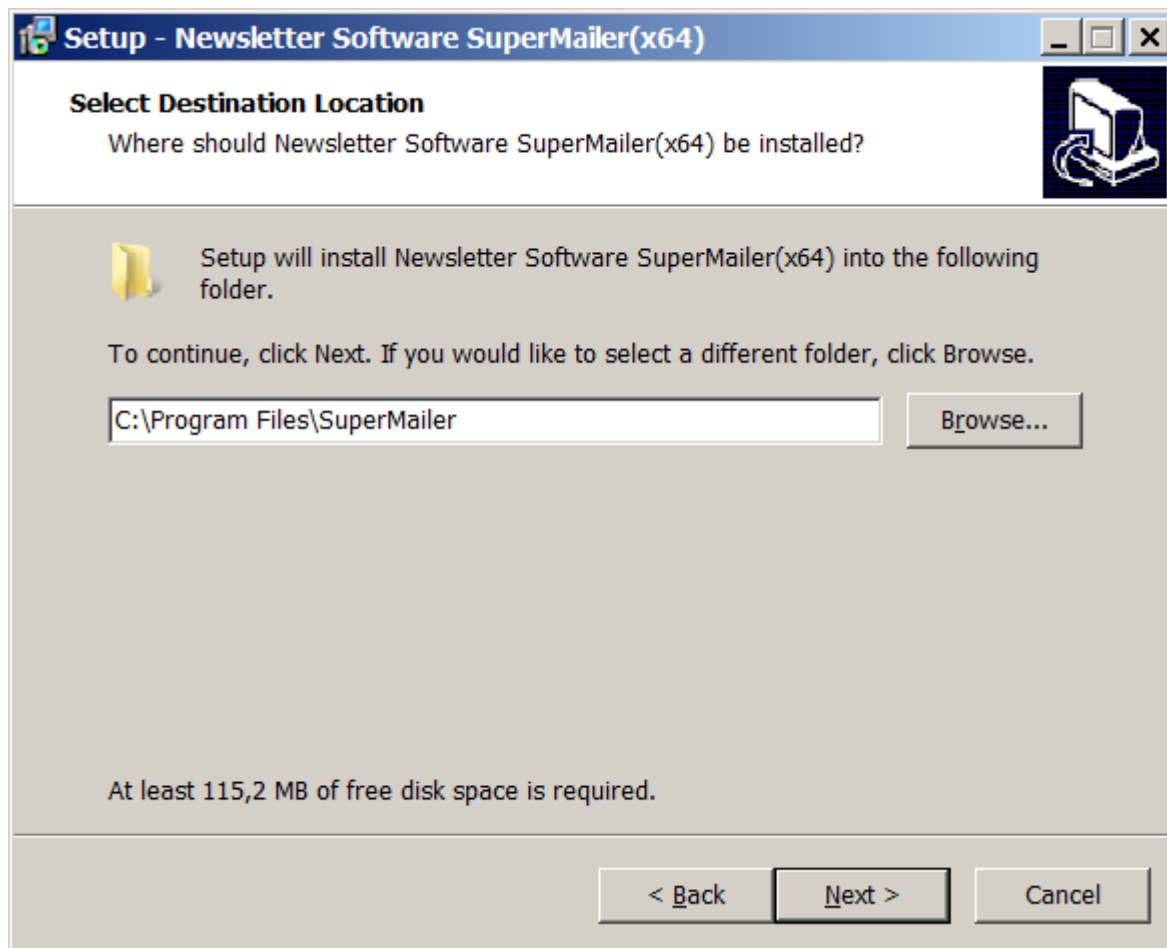 Setup - Newsletter Software SuperMailer(x64)
Select Destination Location
Where should Newsletter Software SuperMailer(x64) be installed?
Setup will install Newsletter Software SuperMailer(x64) into the following
folder.
To continue, click Next. If you would like to select a different folder, click Browse.
C:\Program Files\SuperMailer
Browse...
At least 115,2 MB of free disk space is required.
< Back
Next >
Cancel